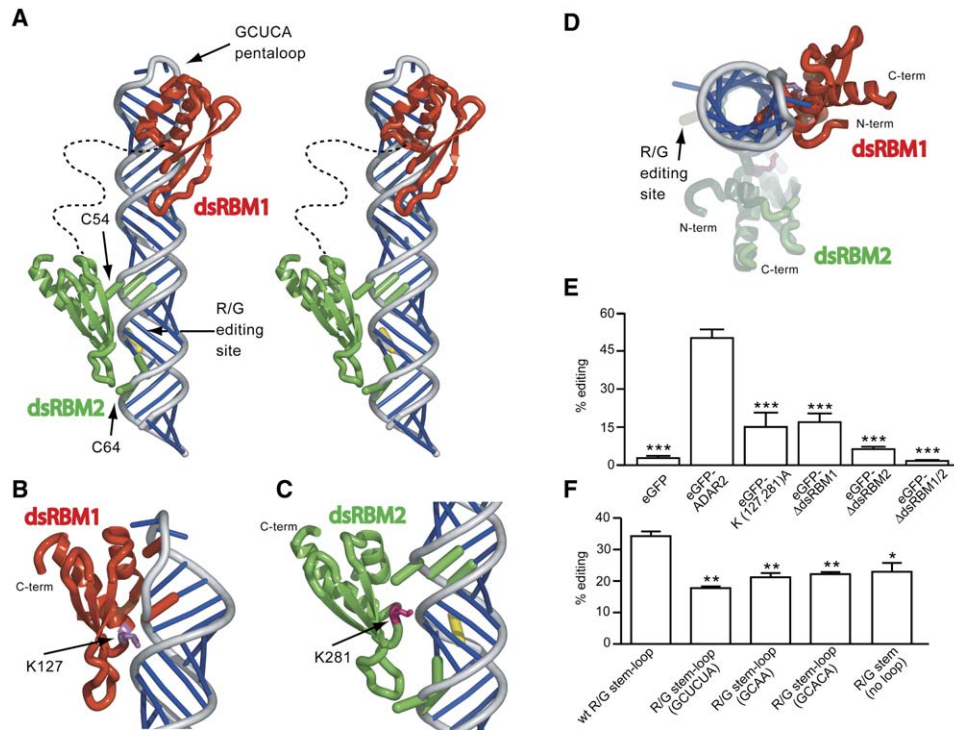 A
GCUCA
pentaloop
dsRBM1
C54
R/G
editing
site
dsRBM2
C64
B
dsRBM1
C-term
K127
C
dsRBM2
C-term
K281
D
C-term
N-term
dsRBM1
R/G
editing
site
N-term
C-term
dsRBM2
E
% editing
60
45
30
15
0
***
***
***
***
***
eGFP
eGFP-
ADAR2
eGFP-
K (127,281)A
eGFP-
ΔdsRBM1
eGFP-
ΔdsRBM2
eGFP-
ΔdsRBM1/2
F
% editing
40
30
20
10
0
**
**
**
*
wt R/G stem-loop
R/G stem-loop
(GCUCUA)
R/G stem-loop
(GCAA)
R/G stem-loop
(GCACA)
R/G stem
(no loop)